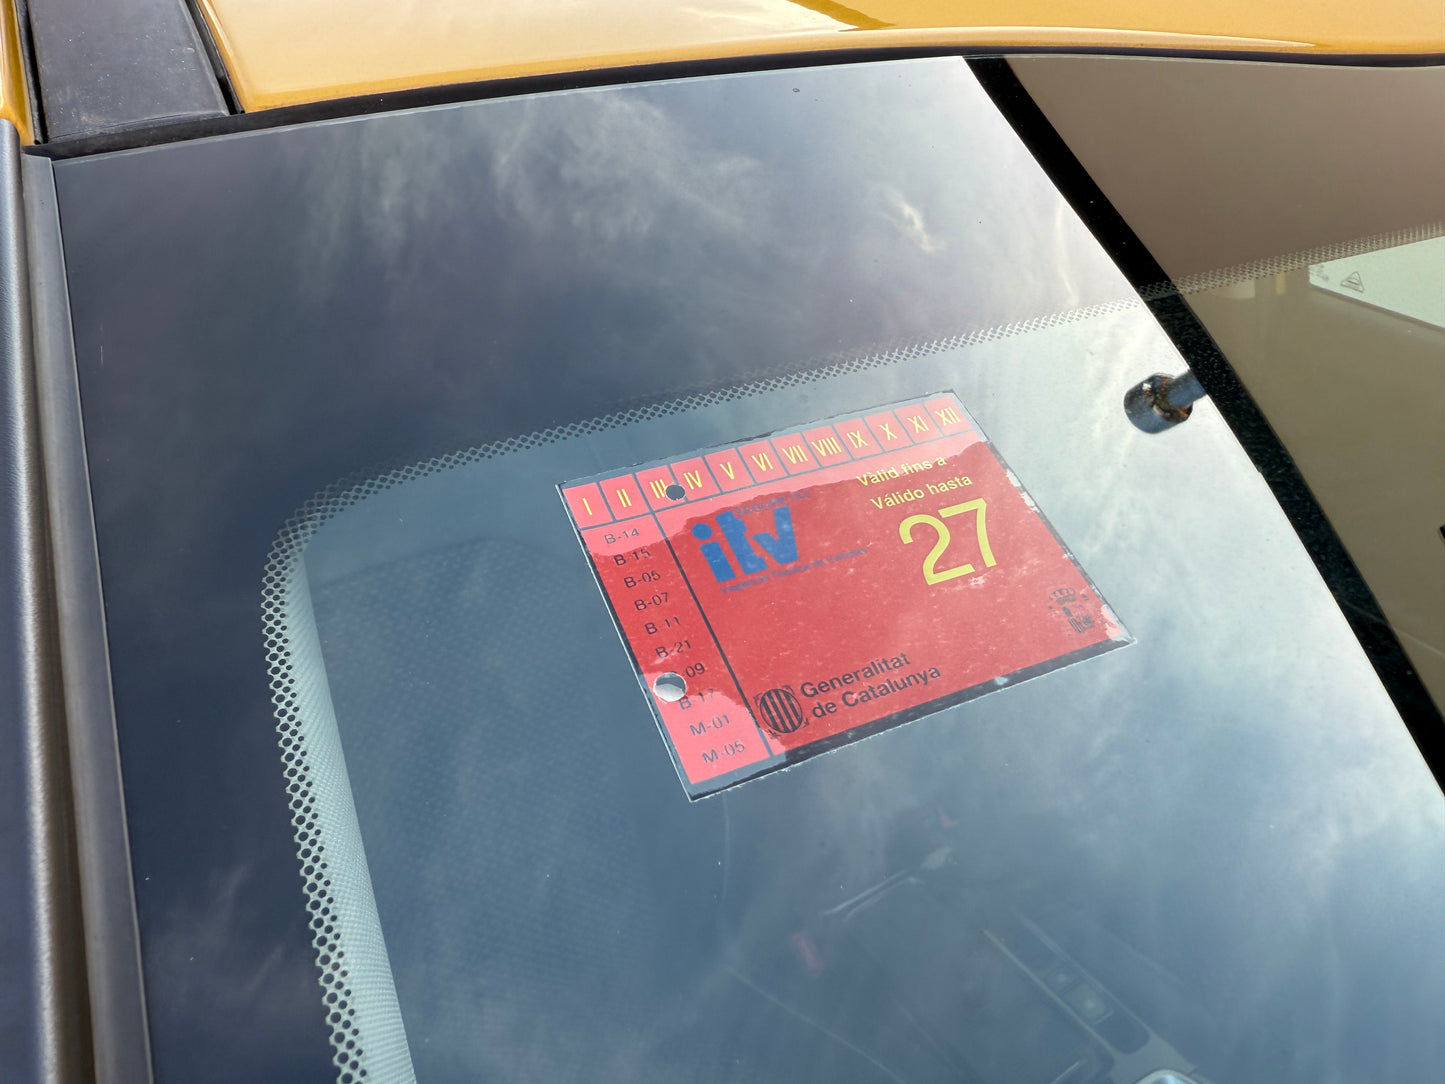 I II III IV V VI VII VIII IX X XI XII
Vàlid fins a
Válido hasta
27
itv
B-14
B-15
B-05
B-07
B-11
B-21
09
B-17
M-01
M-05
Generalitat
de Catalunya